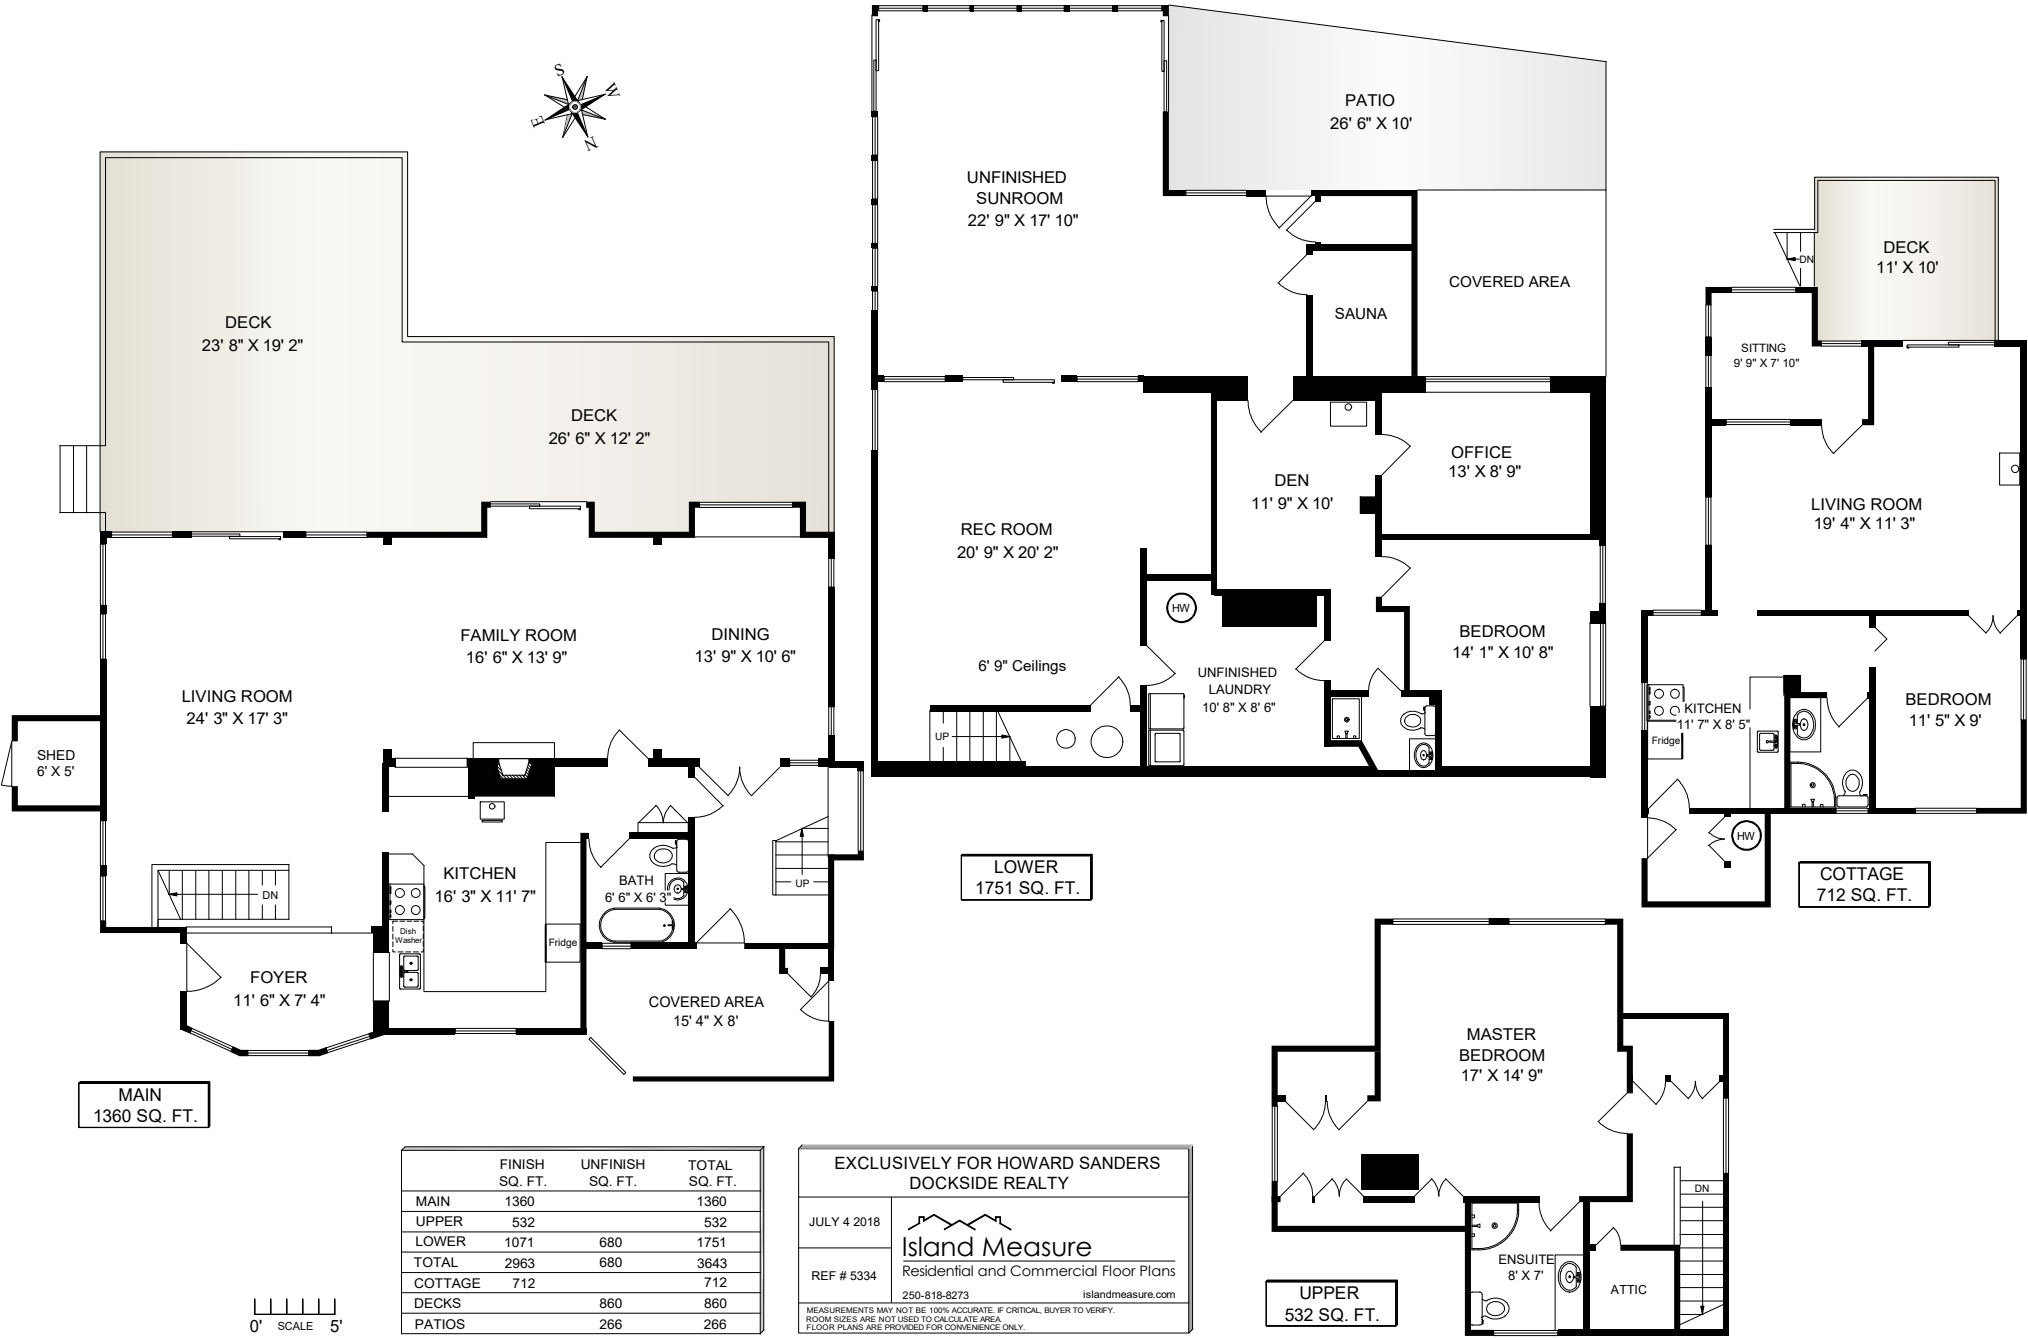 S
W
E
N
DECK
23' 8" X 19' 2"
DECK
26' 6" X 12' 2"
LIVING ROOM
24' 3" X 17' 3"
FAMILY ROOM
16' 6" X 13' 9"
DINING
13' 9" X 10' 6"
SHED
6' X 5'
DN
KITCHEN
16' 3" X 11' 7"
Dish
Washer
Fridge
BATH
6' 6" X 6' 3"
UP
FOYER
11' 6" X 7' 4"
COVERED AREA
15' 4" X 8'
MAIN
1360 SQ. FT.
UNFINISHED
SUNROOM
22' 9" X 17' 10"
PATIO
26' 6" X 10'
COVERED AREA
SAUNA
OFFICE
13' X 8' 9"
DEN
11' 9" X 10'
REC ROOM
20' 9" X 20' 2"
6' 9" Ceilings
HW
UNFINISHED
LAUNDRY
10' 8" X 8' 6"
BEDROOM
14' 1" X 10' 8"
UP
LOWER
1751 SQ. FT.
DECK
11' X 10'
DN
SITTING
9' 9" X 7' 10"
LIVING ROOM
19' 4" X 11' 3"
KITCHEN
11' 7" X 8' 5"
Fridge
BEDROOM
11' 5" X 9'
HW
COTTAGE
712 SQ. FT.
MASTER
BEDROOM
17' X 14' 9"
DN
ENSUITE
8' X 7'
ATTIC
UPPER
532 SQ. FT.
FINISH UNFINISH TOTAL
SQ. FT. SQ. FT. SQ. FT.
MAIN 1360 1360
UPPER 532 532
LOWER 1071 680 1751
TOTAL 2963 680 3643
COTTAGE 712 712
DECKS 860 860
PATIOS 266 266
EXCLUSIVELY FOR HOWARD SANDERS
DOCKSIDE REALTY
JULY 4 2018
REF # 5334
Island Measure
Residential and Commercial Floor Plans
250-818-8273 islandmeasure.com
MEASUREMENTS MAY NOT BE 100% ACCURATE. IF CRITICAL, BUYER TO VERIFY.
ROOM SIZES ARE NOT USED TO CALCULATE AREA.
FLOOR PLANS ARE PROVIDED FOR CONVENIENCE ONLY.
0' SCALE 5'